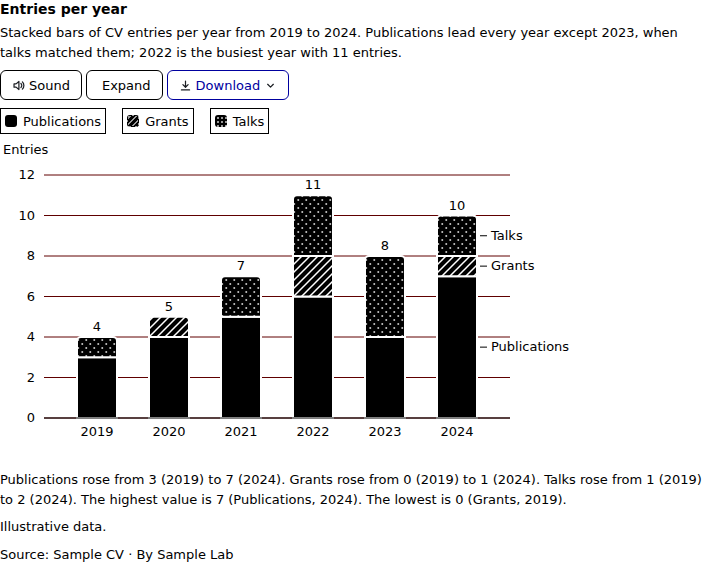 Entries per year
Stacked bars of CV entries per year from 2019 to 2024. Publications lead every year except 2023, when
talks matched them; 2022 is the busiest year with 11 entries.
Sound Expand Download
Publications Grants Talks
Entries
12
11
10
10
Talks
8
8
Grants
7
6
5
4
4
Publications
2
0
2019 2020 2021 2022 2023 2024
Publications rose from 3 (2019) to 7 (2024). Grants rose from 0 (2019) to 1 (2024). Talks rose from 1 (2019)
to 2 (2024). The highest value is 7 (Publications, 2024). The lowest is 0 (Grants, 2019).
Illustrative data.
Source: Sample CV · By Sample Lab